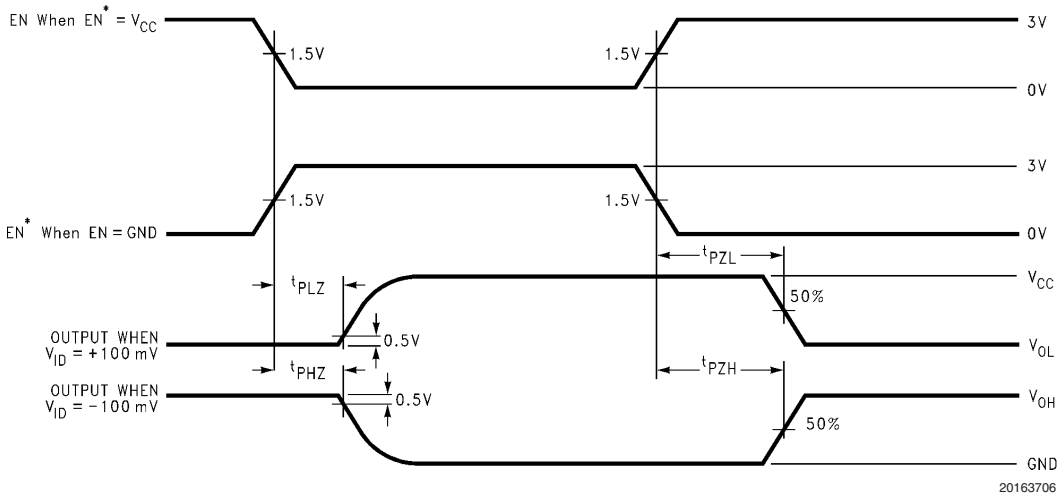 EN When EN* = VCC
3V
1.5V
1.5V
0V
3V
1.5V
1.5V
EN* When EN = GND
0V
tPZL
VCC
tPLZ
50%
OUTPUT WHEN
VID = +100 mV
0.5V
VOL
tPHZ
tPZH
OUTPUT WHEN
VID = −100 mV
0.5V
VOH
50%
GND
20163706